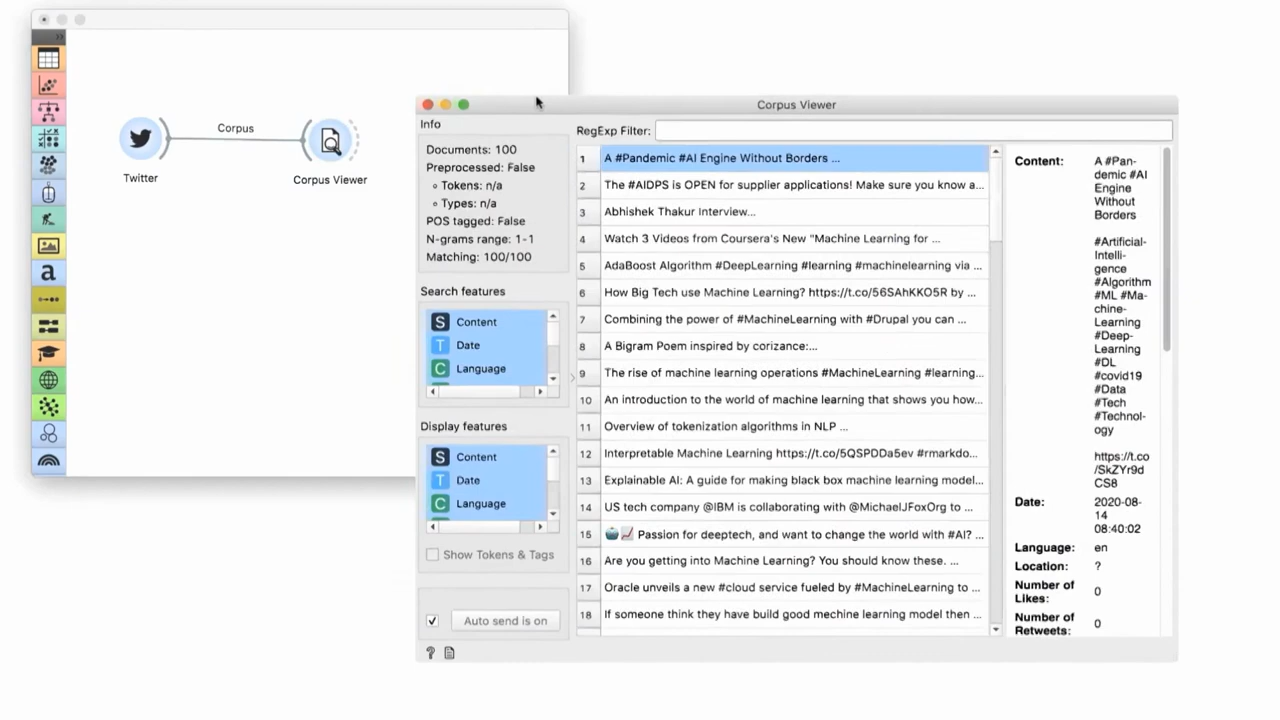 Corpus
Twitter
Corpus Viewer
a
Corpus Viewer
Info
Documents: 100
Preprocessed: False
◦ Tokens: n/a
◦ Types: n/a
POS tagged: False
N-grams range: 1-1
Matching: 100/100
Search features
S Content
T Date
C Language
Display features
S Content
T Date
C Language
Show Tokens & Tags
Auto send is on
?
RegExp Filter:
1 A #Pandemic #AI Engine Without Borders ...
2 The #AIDPS is OPEN for supplier applications! Make sure you know a...
3 Abhishek Thakur Interview...
4 Watch 3 Videos from Coursera's New "Machine Learning for ...
5 AdaBoost Algorithm #DeepLearning #learning #machinelearning via ...
6 How Big Tech use Machine Learning? https://t.co/56SAhKKO5R by ...
7 Combining the power of #MachineLearning with #Drupal you can ...
8 A Bigram Poem inspired by corizance:...
9 The rise of machine learning operations #MachineLearning #learning...
10 An introduction to the world of machine learning that shows you how...
11 Overview of tokenization algorithms in NLP ...
12 Interpretable Machine Learning https://t.co/5QSPDDa5ev #rmarkdo...
13 Explainable AI: A guide for making black box machine learning model...
14 US tech company @IBM is collaborating with @MichaelJFoxOrg to ...
15 🤖📈 Passion for deeptech, and want to change the world with #AI? ...
16 Are you getting into Machine Learning? You should know these. ...
17 Oracle unveils a new #cloud service fueled by #MachineLearning to ...
18 If someone think they have build good mechine learning model then ...
Content: A #Pan-
demic #AI
Engine
Without
Borders
#Artificial-
Intelli-
gence
#Algorithm
#ML #Ma-
chine-
Learning
#Deep-
Learning
#DL
#covid19
#Data
#Tech
#Technol-
ogy
https://t.co
/SkZYr9d
CS8
Date: 2020-08-
14
08:40:02
Language: en
Location: ?
Number of
Likes: 0
Number of
Retweets: 0